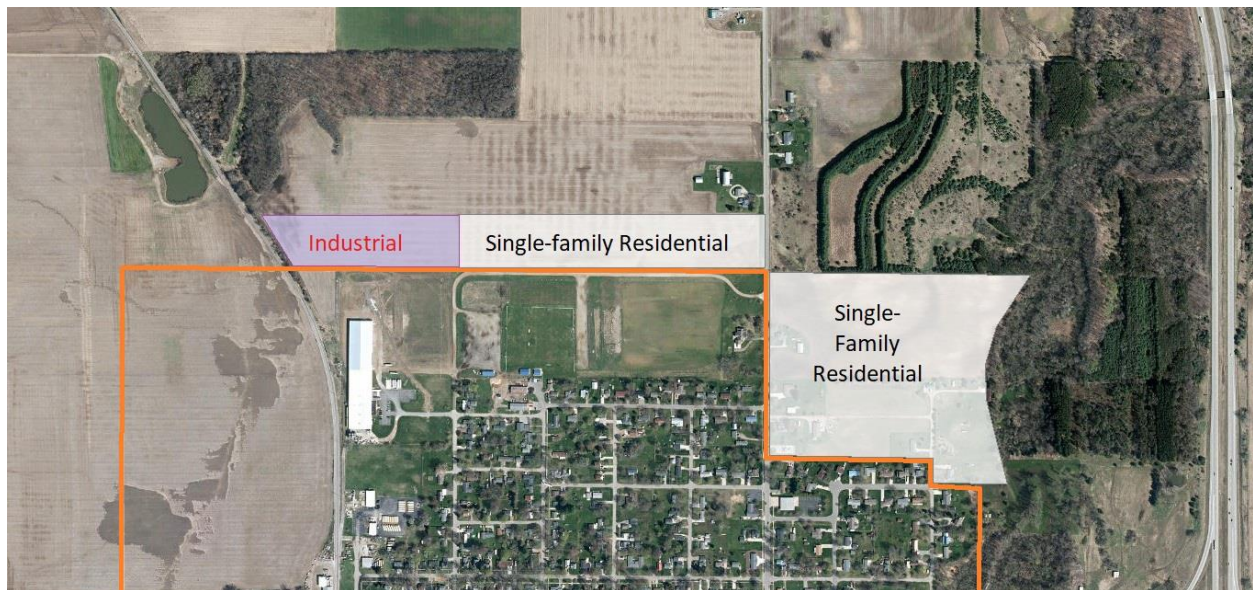 Industrial
Single-family Residential
Single-
Family
Residential